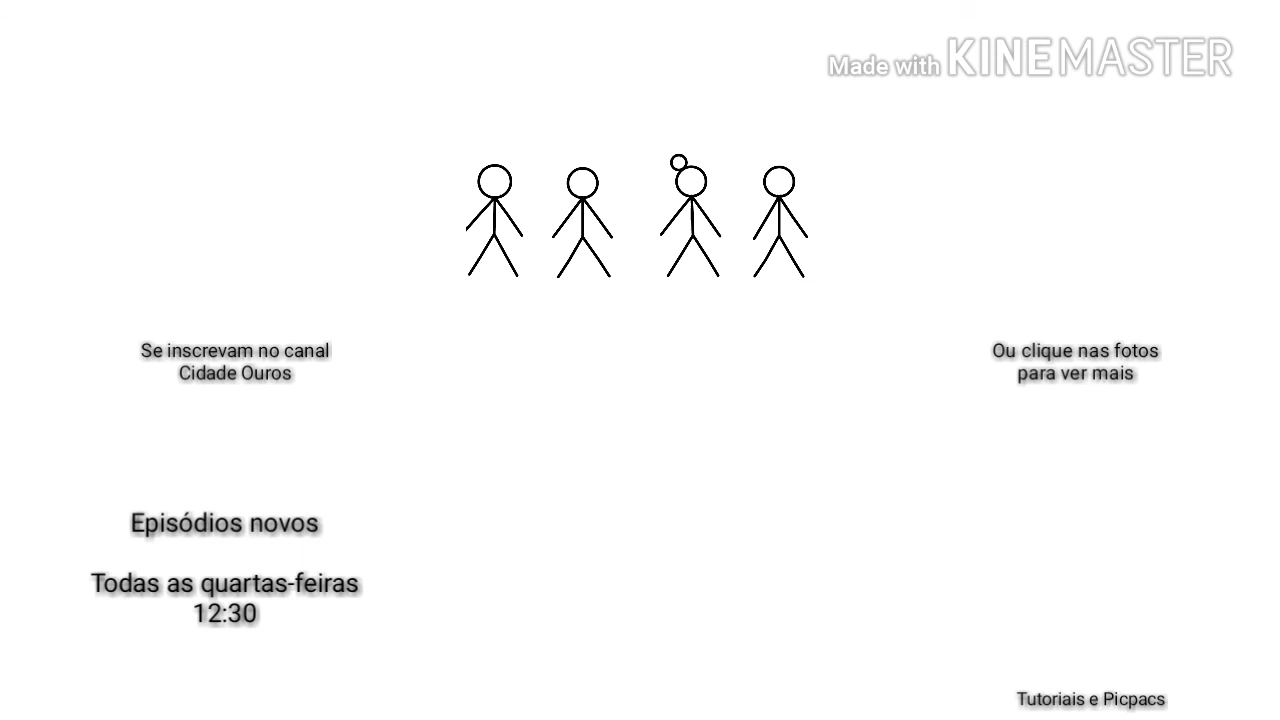 Made with KINEMASTER
Se inscrevam no canal
Cidade Ouros
Ou clique nas fotos
para ver mais
Episódios novos
Todas as quartas-feiras
12:30
Tutoriais e Picpacs